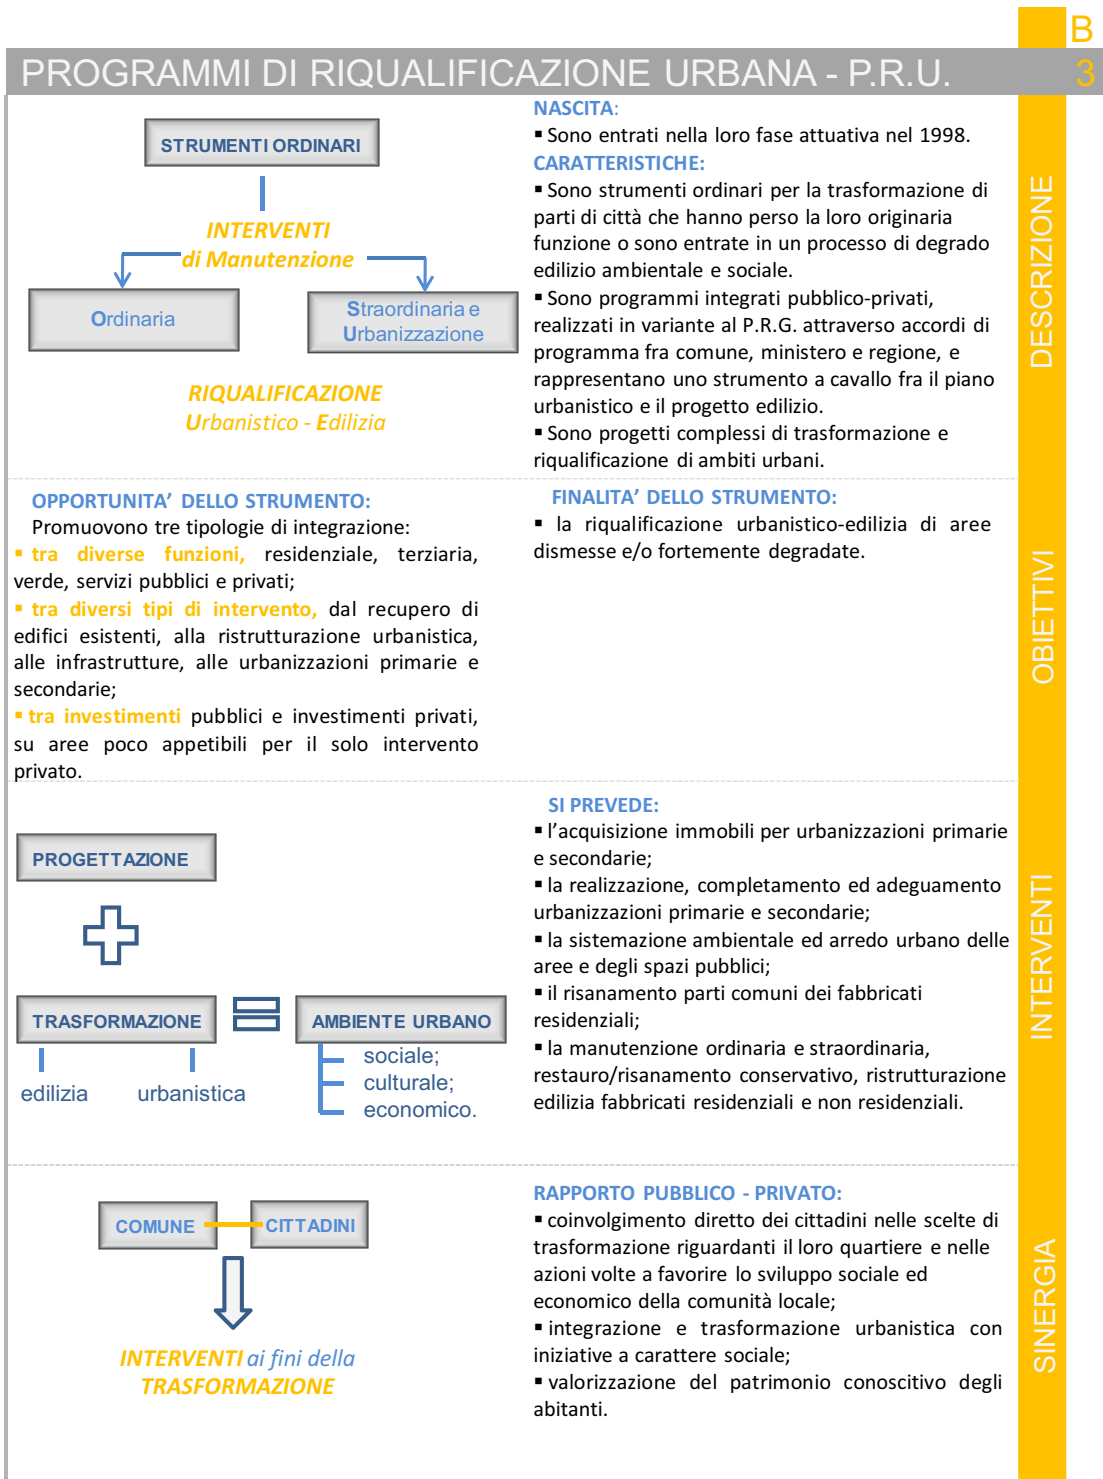 B
PROGRAMMI DI RIQUALIFICAZIONE URBANA - P.R.U.
3
STRUMENTI ORDINARI
INTERVENTI
di Manutenzione
Ordinaria
Straordinaria e
Urbanizzazione
RIQUALIFICAZIONE
Urbanistico - Edilizia
NASCITA:
▪ Sono entrati nella loro fase attuativa nel 1998.
CARATTERISTICHE:
▪ Sono strumenti ordinari per la trasformazione di
parti di città che hanno perso la loro originaria
funzione o sono entrate in un processo di degrado
edilizio ambientale e sociale.
▪ Sono programmi integrati pubblico-privati,
realizzati in variante al P.R.G. attraverso accordi di
programma fra comune, ministero e regione, e
rappresentano uno strumento a cavallo fra il piano
urbanistico e il progetto edilizio.
▪ Sono progetti complessi di trasformazione e
riqualificazione di ambiti urbani.
DESCRIZIONE
OPPORTUNITA’ DELLO STRUMENTO:
Promuovono tre tipologie di integrazione:
▪ tra diverse funzioni, residenziale, terziaria,
verde, servizi pubblici e privati;
▪ tra diversi tipi di intervento, dal recupero di
edifici esistenti, alla ristrutturazione urbanistica,
alle infrastrutture, alle urbanizzazioni primarie e
secondarie;
▪ tra investimenti pubblici e investimenti privati,
su aree poco appetibili per il solo intervento
privato.
FINALITA’ DELLO STRUMENTO:
▪ la riqualificazione urbanistico-edilizia di aree
dismesse e/o fortemente degradate.
OBIETTIVI
PROGETTAZIONE
TRASFORMAZIONE
AMBIENTE URBANO
edilizia
urbanistica
sociale;
culturale;
economico.
SI PREVEDE:
▪ l’acquisizione immobili per urbanizzazioni primarie
e secondarie;
▪ la realizzazione, completamento ed adeguamento
urbanizzazioni primarie e secondarie;
▪ la sistemazione ambientale ed arredo urbano delle
aree e degli spazi pubblici;
▪ il risanamento parti comuni dei fabbricati
residenziali;
▪ la manutenzione ordinaria e straordinaria,
restauro/risanamento conservativo, ristrutturazione
edilizia fabbricati residenziali e non residenziali.
INTERVENTI
COMUNE
CITTADINI
INTERVENTI ai fini della
TRASFORMAZIONE
RAPPORTO PUBBLICO - PRIVATO:
▪ coinvolgimento diretto dei cittadini nelle scelte di
trasformazione riguardanti il loro quartiere e nelle
azioni volte a favorire lo sviluppo sociale ed
economico della comunità locale;
▪ integrazione e trasformazione urbanistica con
iniziative a carattere sociale;
▪ valorizzazione del patrimonio conoscitivo degli
abitanti.
SINERGIA